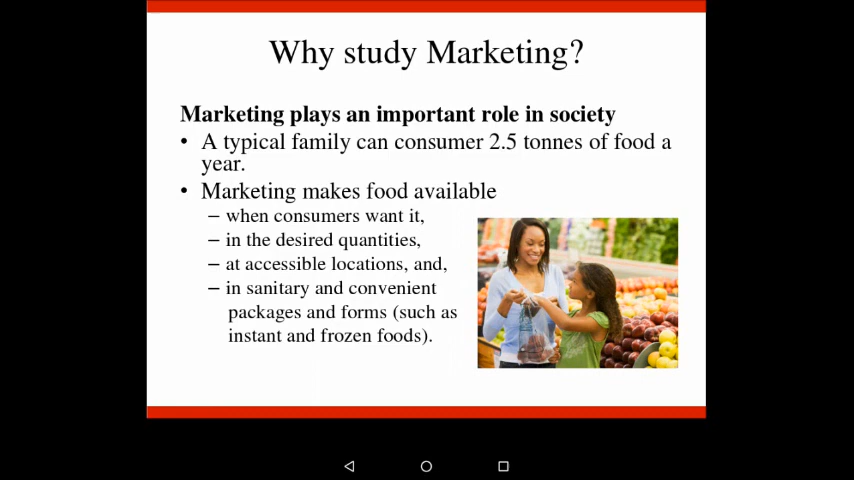 Why study Marketing?
Marketing plays an important role in society
• A typical family can consumer 2.5 tonnes of food a
year.
• Marketing makes food available
– when consumers want it,
– in the desired quantities,
– at accessible locations, and,
– in sanitary and convenient
packages and forms (such as
instant and frozen foods).